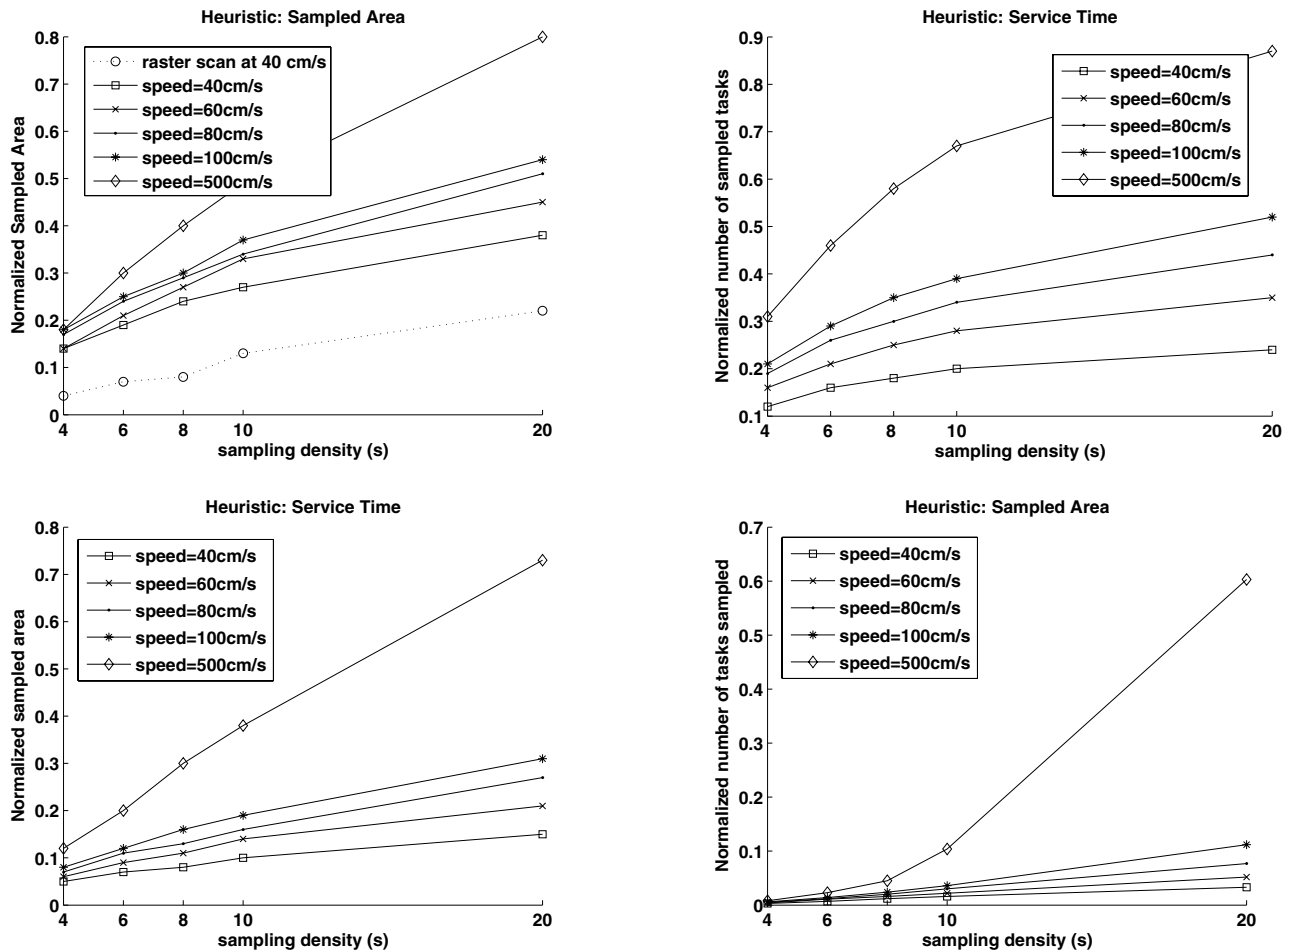 Heuristic: Sampled Area
Normalized Sampled Area
0.8
0.7
0.6
0.5
0.4
0.3
0.2
0.1
0
raster scan at 40 cm/s
speed=40cm/s
speed=60cm/s
speed=80cm/s
speed=100cm/s
speed=500cm/s
4 6 8 10 20
sampling density (s)
Heuristic: Service Time
Normalized number of sampled tasks
0.9
0.8
0.7
0.6
0.5
0.4
0.3
0.2
0.1
speed=40cm/s
speed=60cm/s
speed=80cm/s
speed=100cm/s
speed=500cm/s
4 6 8 10 20
sampling density (s)
Heuristic: Service Time
Normalized sampled area
0.8
0.7
0.6
0.5
0.4
0.3
0.2
0.1
0
speed=40cm/s
speed=60cm/s
speed=80cm/s
speed=100cm/s
speed=500cm/s
4 6 8 10 20
sampling density (s)
Heuristic: Sampled Area
Normalized number of tasks sampled
0.7
0.6
0.5
0.4
0.3
0.2
0.1
0
speed=40cm/s
speed=60cm/s
speed=80cm/s
speed=100cm/s
speed=500cm/s
4 6 8 10 20
sampling density (s)